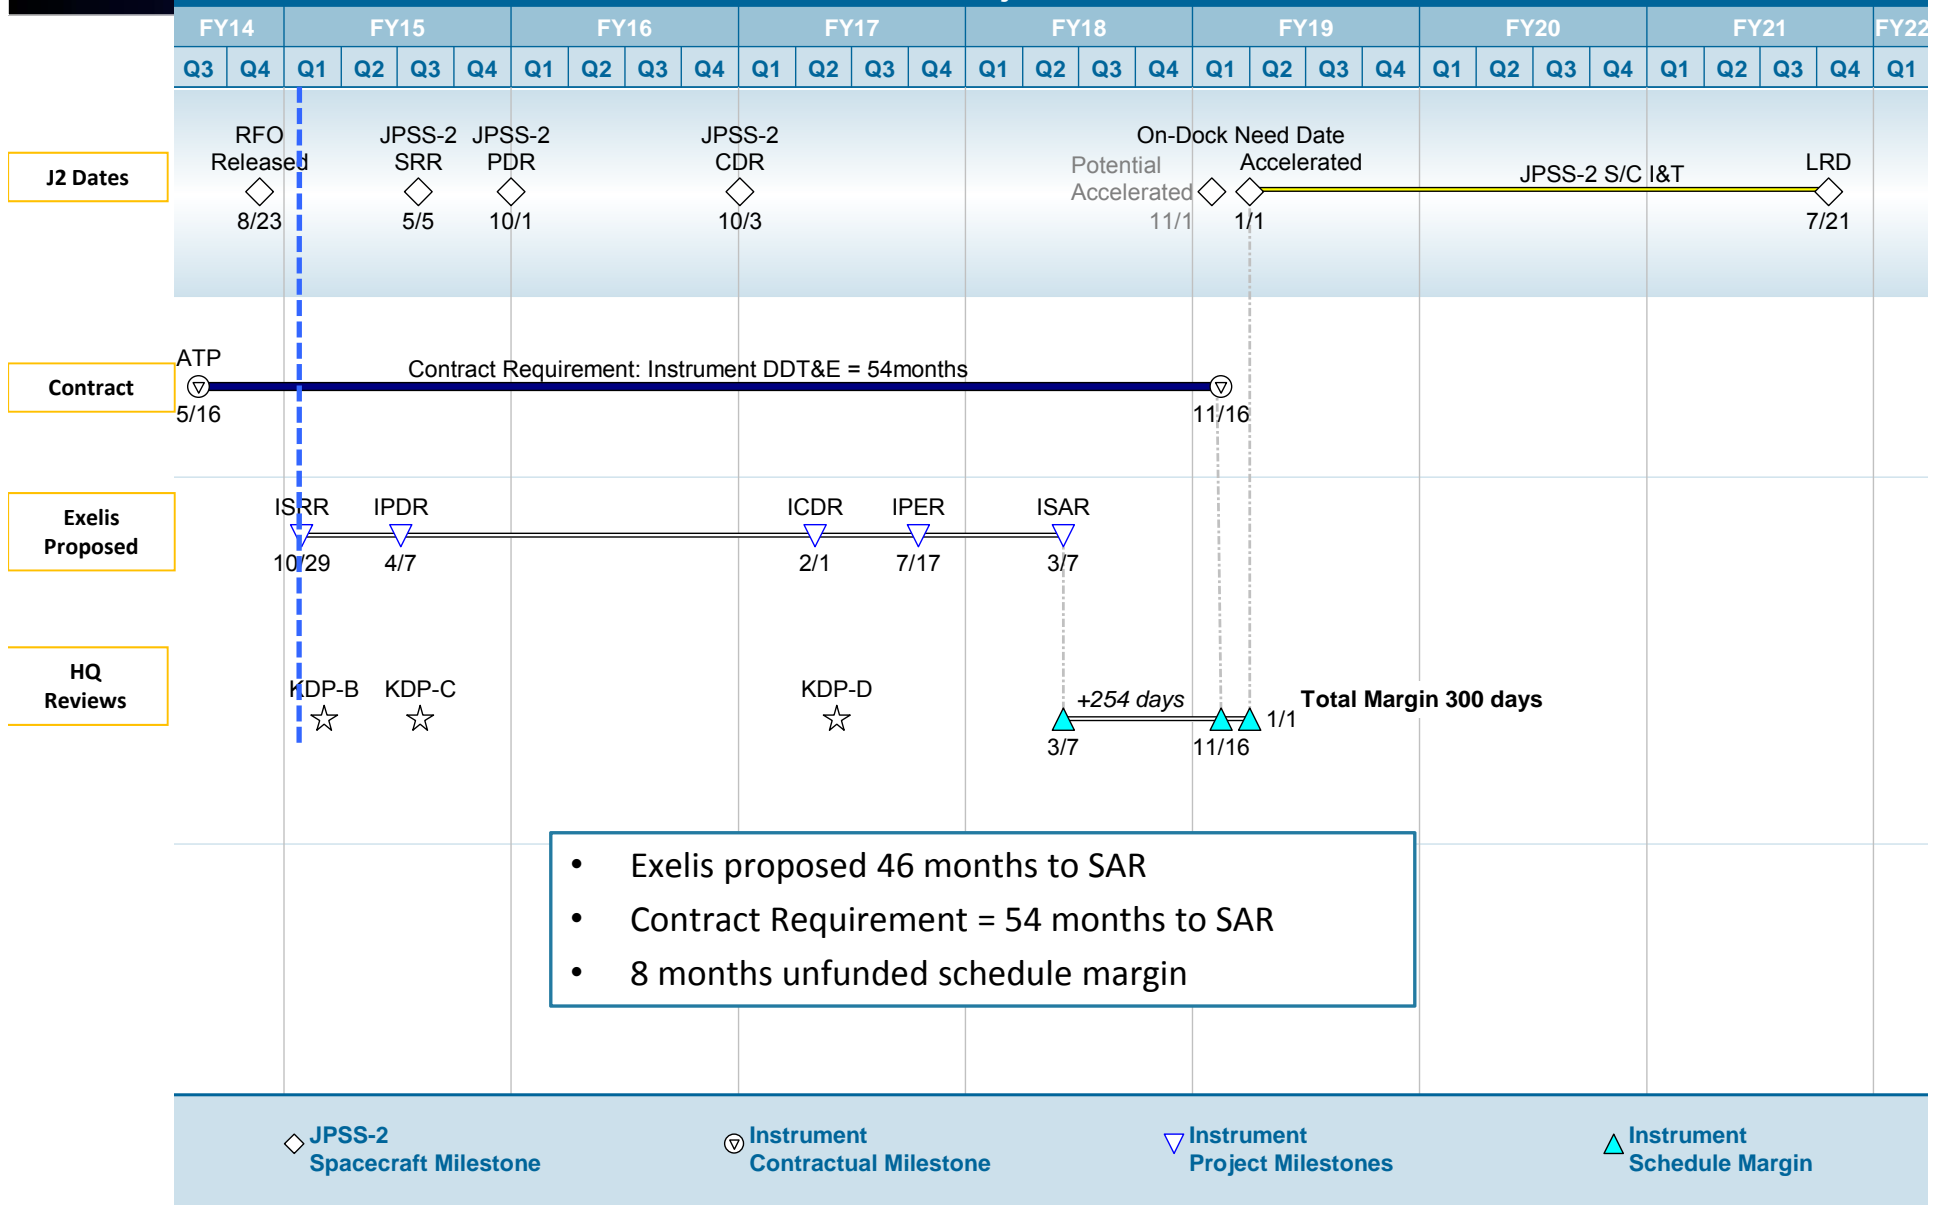 FY14 FY15 FY16 FY17 FY18 FY19 FY20 FY21 FY22
Q3 Q4 Q1 Q2 Q3 Q4 Q1 Q2 Q3 Q4 Q1 Q2 Q3 Q4 Q1 Q2 Q3 Q4 Q1 Q2 Q3 Q4 Q1 Q2 Q3 Q4 Q1 Q2 Q3 Q4 Q1
J2 Dates
RFO
Released
8/23
JPSS-2
SRR
5/5
JPSS-2
PDR
10/1
JPSS-2
CDR
10/3
On-Dock Need Date
Potential
Accelerated
11/1
Accelerated
1/1
JPSS-2 S/C I&T
LRD
7/21
Contract
ATP
5/16
Contract Requirement: Instrument DDT&E = 54months
11/16
Exelis
Proposed
ISRR
10/29
IPDR
4/7
ICDR
2/1
IPER
7/17
ISAR
3/7
HQ
Reviews
KDP-B
KDP-C
KDP-D
+254 days
3/7
11/16
1/1
Total Margin 300 days
• Exelis proposed 46 months to SAR
• Contract Requirement = 54 months to SAR
• 8 months unfunded schedule margin
JPSS-2
Spacecraft Milestone
Instrument
Contractual Milestone
Instrument
Project Milestones
Instrument
Schedule Margin